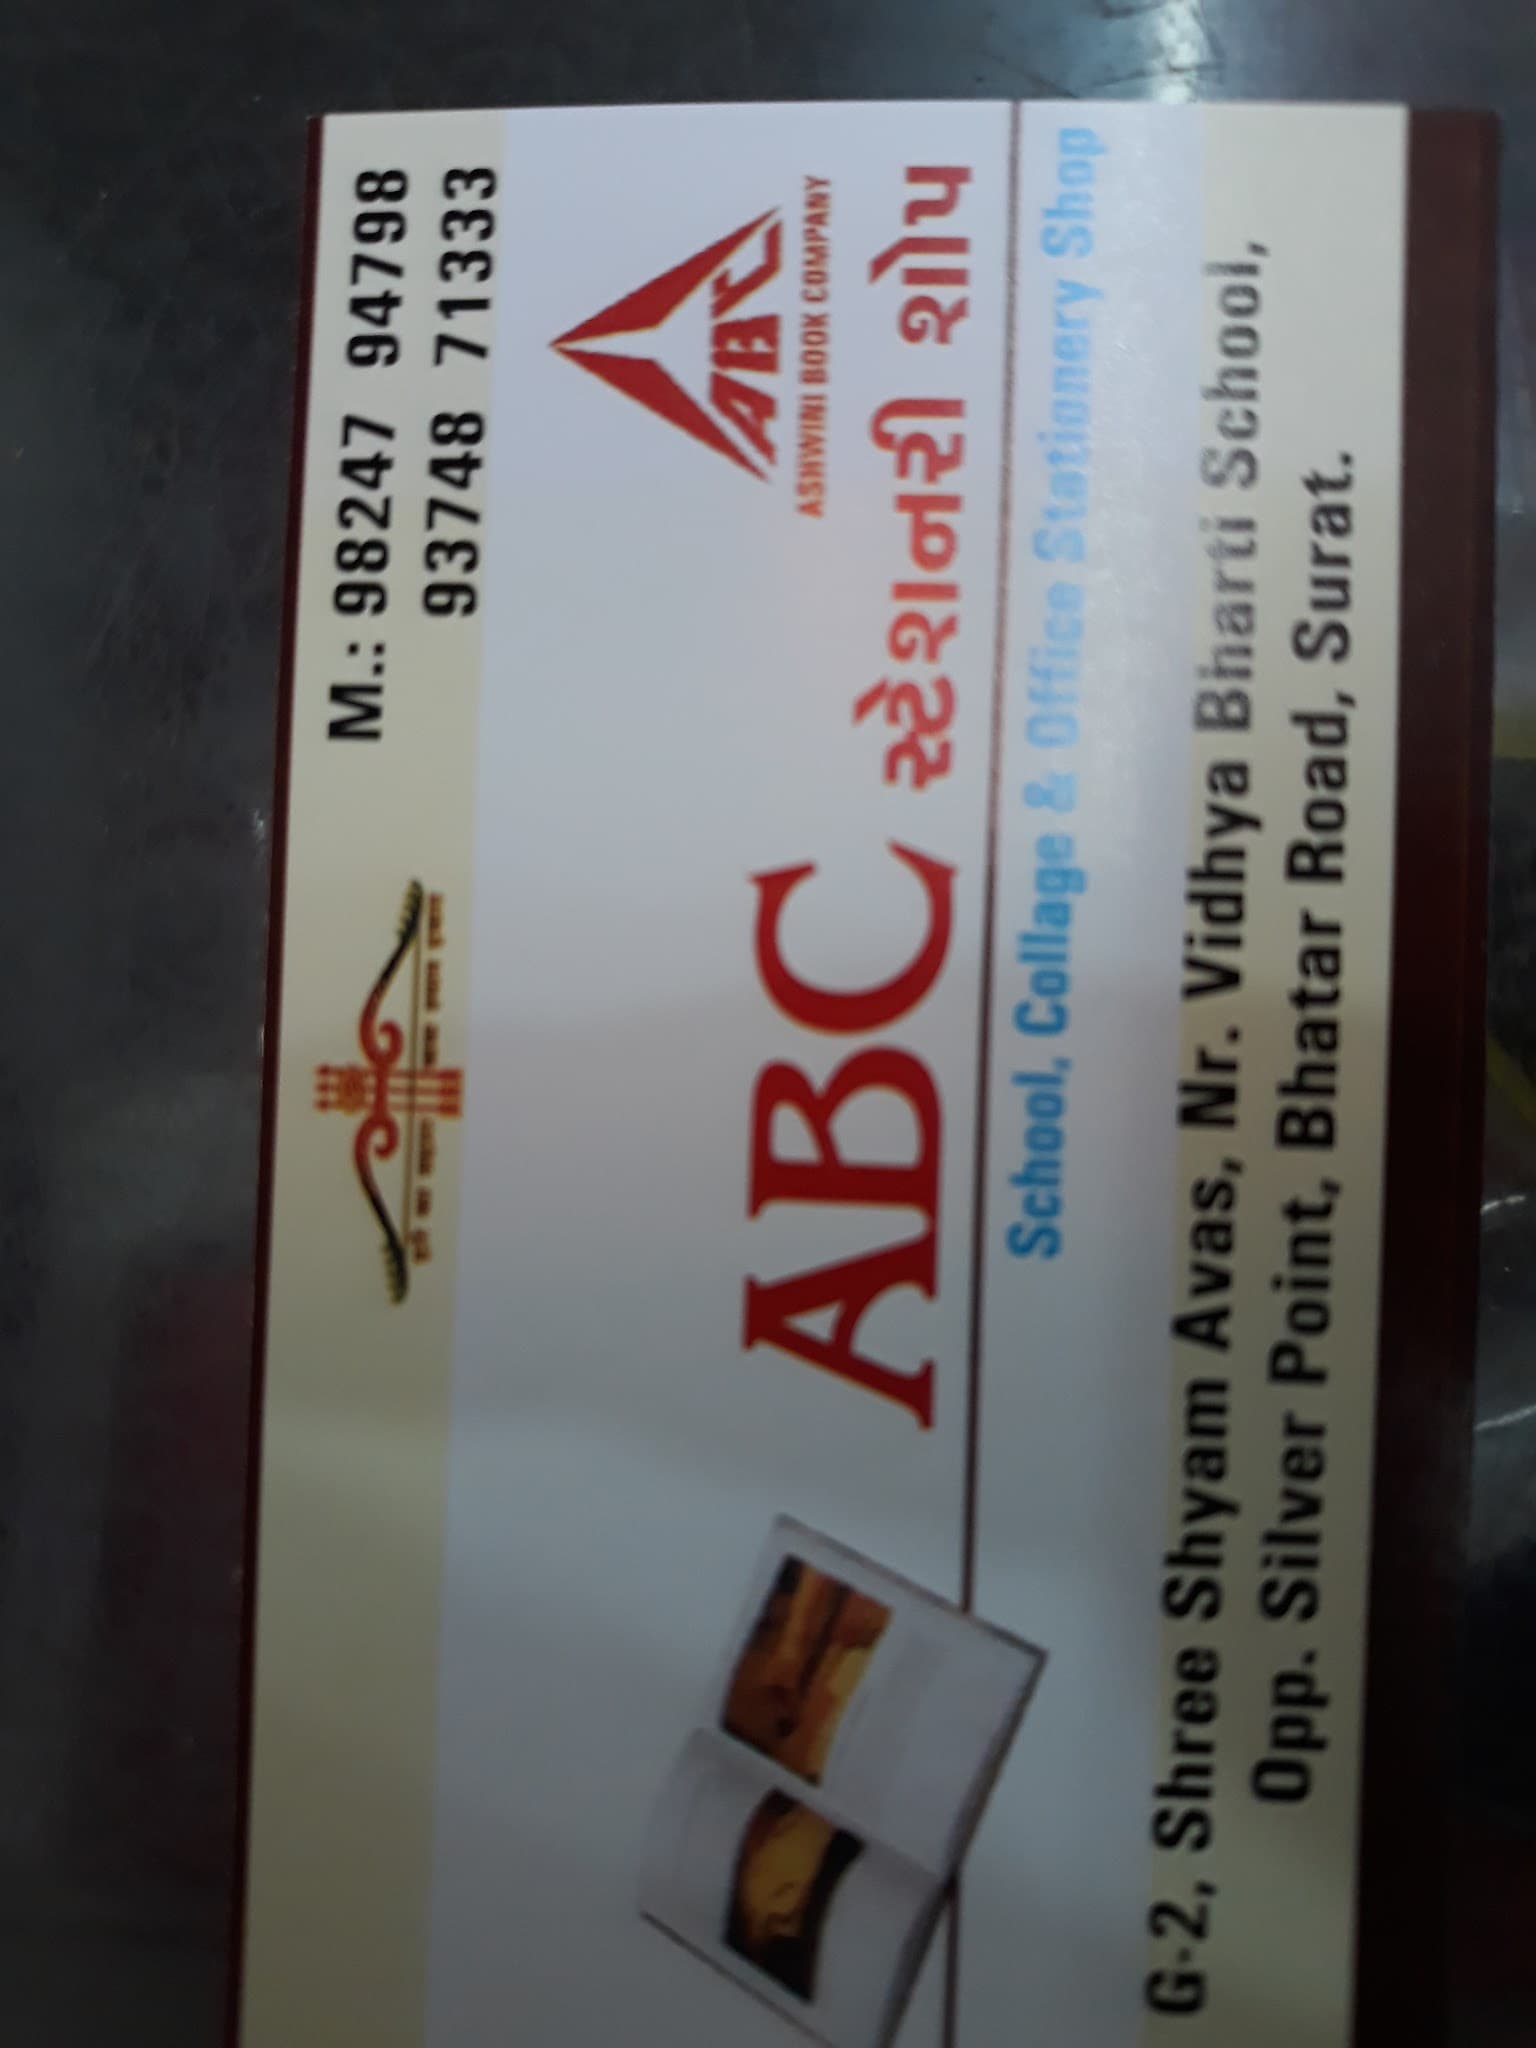 M.: 98247 94798
93748 71333
ABC
ASHWINI BOOK COMPANY
ABC સ્ટેશનરી શોપ
School, Collage & Office Stationery Shop
G-2, Shree Shyam Avas, Nr. Vidhya Bharti School,
Opp. Silver Point, Bhatar Road, Surat.